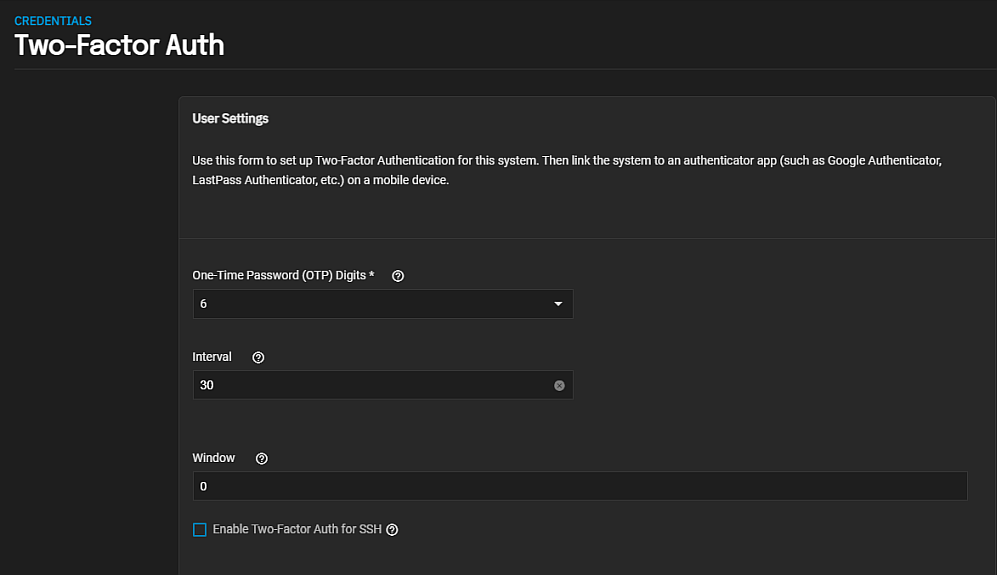 CREDENTIALS
Two-Factor Auth
User Settings
Use this form to set up Two-Factor Authentication for this system. Then link the system to an authenticator app (such as Google Authenticator,
LastPass Authenticator, etc.) on a mobile device.
One-Time Password (OTP) Digits *
6
Interval
30
Window
0
Enable Two-Factor Auth for SSH